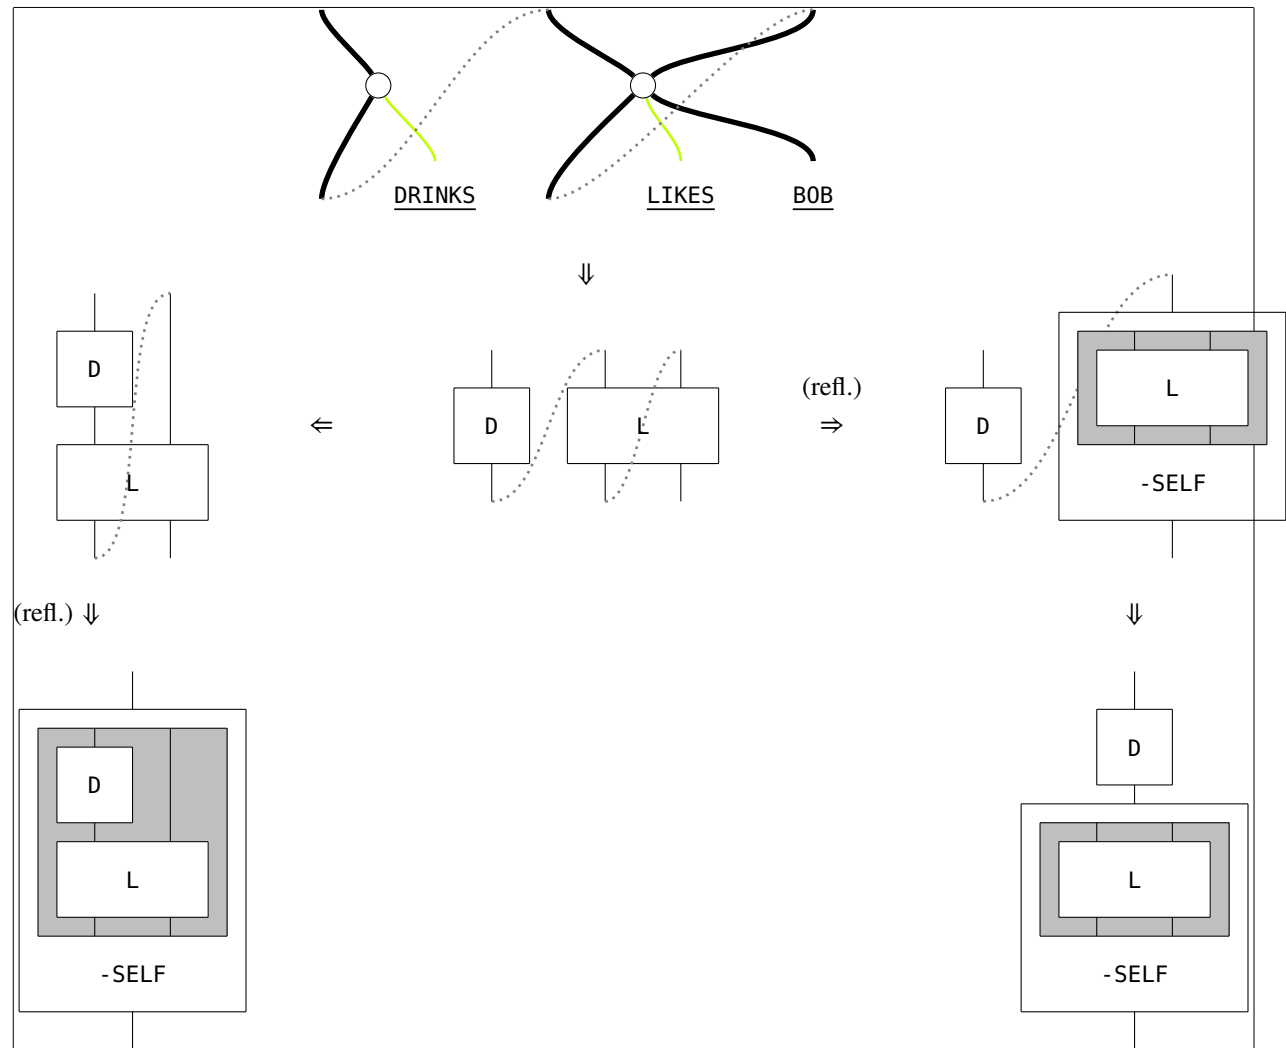 DRINKS LIKES BOB
⇓
(refl.)
D L D L
D ⇐ L ⇒ D
L -SELF
(refl.) ⇓ ⇓
D D
L L
-SELF -SELF